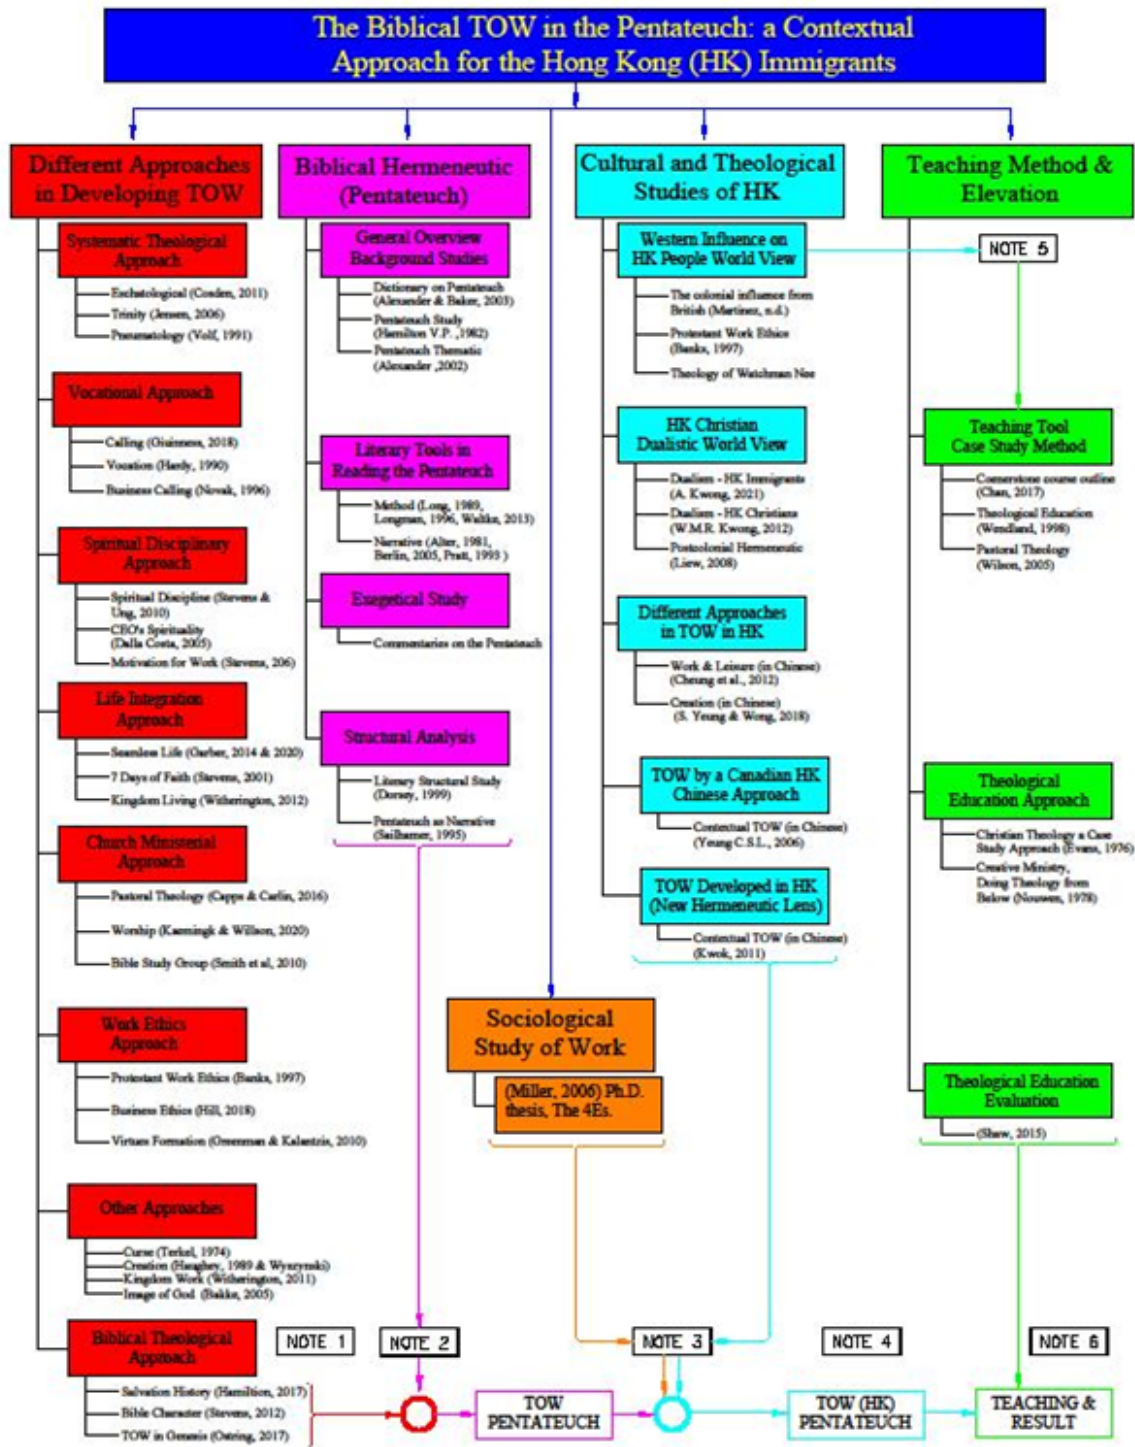 The Biblical TOW in the Pentateuch: a Contextual
Approach for the Hong Kong (HK) Immigrants
Different Approaches
in Developing TOW
Systematic Theological
Approach
Eschatological (Cosden, 2011)
Trinity (Jensen, 2006)
Pneumatology (Volf, 1991)
Vocational Approach
Calling (Giuinness, 2018)
Vocation (Hardy, 1990)
Business Calling (Novak, 1996)
Spiritual Disciplinary
Approach
Spiritual Discipline (Stevens &
Ung, 2010)
CEO's Spirituality
(Dalla Costa, 2005)
Motivation for Work (Stevens, 206)
Life Integration
Approach
Seamless Life (Garber, 2014 & 2020)
7 Days of Faith (Stevens, 2001)
Kingdom Living (Witherington, 2012)
Church Ministerial
Approach
Pastoral Theology (Capps & Carlin, 2016)
Worship (Kaemingk & Willson, 2020)
Bible Study Group (Smith et al, 2010)
Work Ethics
Approach
Protestant Work Ethics (Banks, 1997)
Business Ethics (Hill, 2018)
Virtues Formation (Greenman & Kalantzis, 2010)
Other Approaches
Curse (Terkel, 1974)
Creation (Haughey, 1989 & Wyszynski)
Kingdom Work (Witherington, 2011)
Image of God (Bakke, 2005)
Biblical Theological
Approach
Salvation History (Hamiltion, 2017)
Bible Character (Stevens, 2012)
TOW in Genesis (Ostring, 2017)
Biblical Hermeneutic
(Pentateuch)
General Overview
Background Studies
Dictionary on Pentateuch
(Alexander & Baker, 2003)
Pentateuch Study
(Hamilton V.P. ,1982)
Pentateuch Thematic
(Alexander ,2002)
Literary Tools in
Reading the Pentateuch
Method (Long, 1989,
Longman, 1996, Waltke, 2013)
Narrative (Alter, 1981,
Berlin, 2005, Pratt, 1993 )
Exegetical Study
Commentaries on the Pentateuch
Structural Analysis
Literary Structural Study
(Dorsey, 1999)
Pentateuch as Narrative
(Sailhamer, 1995)
Sociological
Study of Work
(Miller, 2006) Ph.D.
thesis, The 4Es.
Cultural and Theological
Studies of HK
Western Influence on
HK People World View
The colonial influence from
British (Martinez, n.d.)
Protestant Work Ethics
(Banks, 1997)
Theology of Watchman Nee
HK Christian
Dualistic World View
Dualism - HK Immigrants
(A. Kwong, 2021)
Dualism - HK Christians
(W.M.R. Kwong, 2012)
Postcolonial Hermeneutic
(Liew, 2008)
Different Approaches
in TOW in HK
Work & Leisure (in Chinese)
(Cheung et al., 2012)
Creation (in Chinese)
(S. Yeung & Wong, 2018)
TOW by a Canadian HK
Chinese Approach
Contextual TOW (in Chinese)
(Yeung C.S.L., 2006)
TOW Developed in HK
(New Hermeneutic Lens)
Contextual TOW (in Chinese)
(Kwok, 2011)
Teaching Method &
Elevation
NOTE 5
Teaching Tool
Case Study Method
Cornerstone course outline
(Chan, 2017)
Theological Education
(Wendland, 1998)
Pastoral Theology
(Wilson, 2005)
Theological
Education Approach
Christian Theology a Case
Study Approach (Evans, 1976)
Creative Ministry,
Doing Theology from
Below (Nouwen, 1978)
Theological Education
Evaluation
(Shaw, 2015)
NOTE 1
NOTE 2
NOTE 3
NOTE 4
NOTE 6
TOW
PENTATEUCH
TOW (HK)
PENTATEUCH
TEACHING &
RESULT